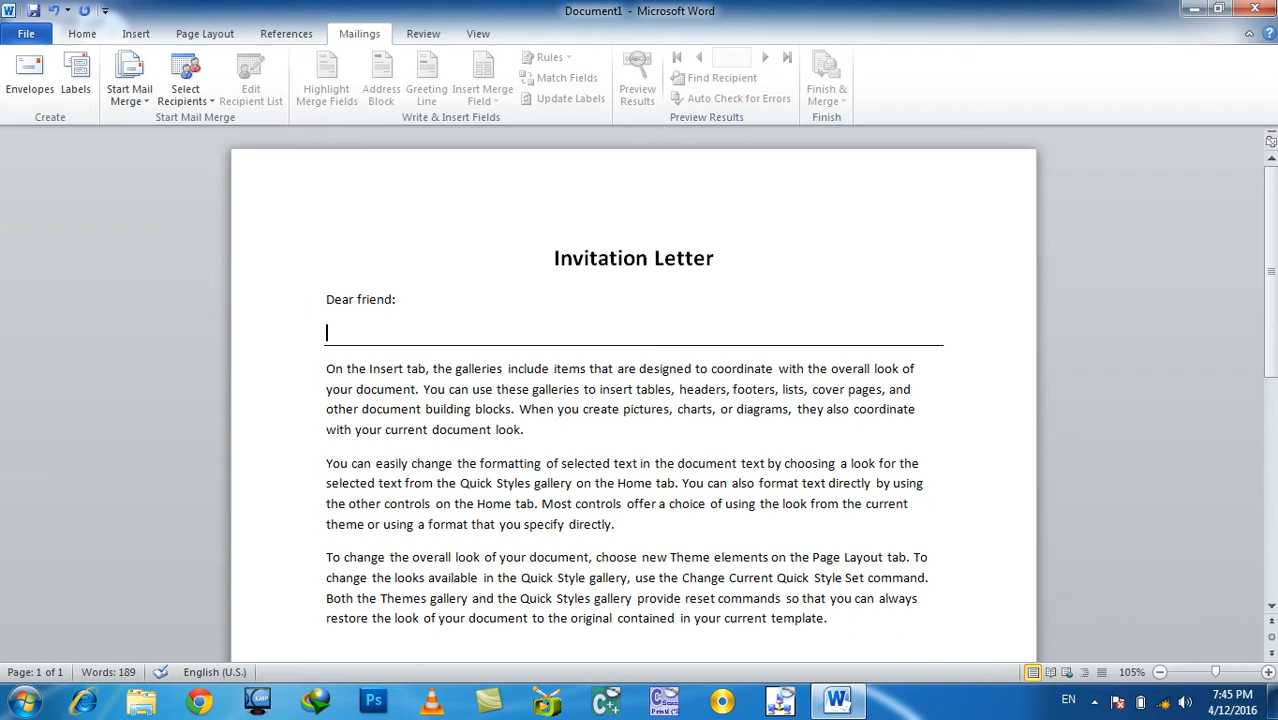 Document1 - Microsoft Word
File Home Insert Page Layout References Mailings Review View
Envelopes Labels
Create
Start Mail Merge Select Recipients Edit Recipient List
Start Mail Merge
Highlight Merge Fields Address Block Greeting Line Insert Merge Field
Rules
Match Fields
Update Labels
Write & Insert Fields
Preview Results
Find Recipient
Auto Check for Errors
Preview Results
Finish & Merge
Finish
Invitation Letter
Dear friend:
On the Insert tab, the galleries include items that are designed to coordinate with the overall look of
your document. You can use these galleries to insert tables, headers, footers, lists, cover pages, and
other document building blocks. When you create pictures, charts, or diagrams, they also coordinate
with your current document look.
You can easily change the formatting of selected text in the document text by choosing a look for the
selected text from the Quick Styles gallery on the Home tab. You can also format text directly by using
the other controls on the Home tab. Most controls offer a choice of using the look from the current
theme or using a format that you specify directly.
To change the overall look of your document, choose new Theme elements on the Page Layout tab. To
change the looks available in the Quick Style gallery, use the Change Current Quick Style Set command.
Both the Themes gallery and the Quick Styles gallery provide reset commands so that you can always
restore the look of your document to the original contained in your current template.
Page: 1 of 1 Words: 189 English (U.S.) 105%
EN 7:45 PM
4/12/2016